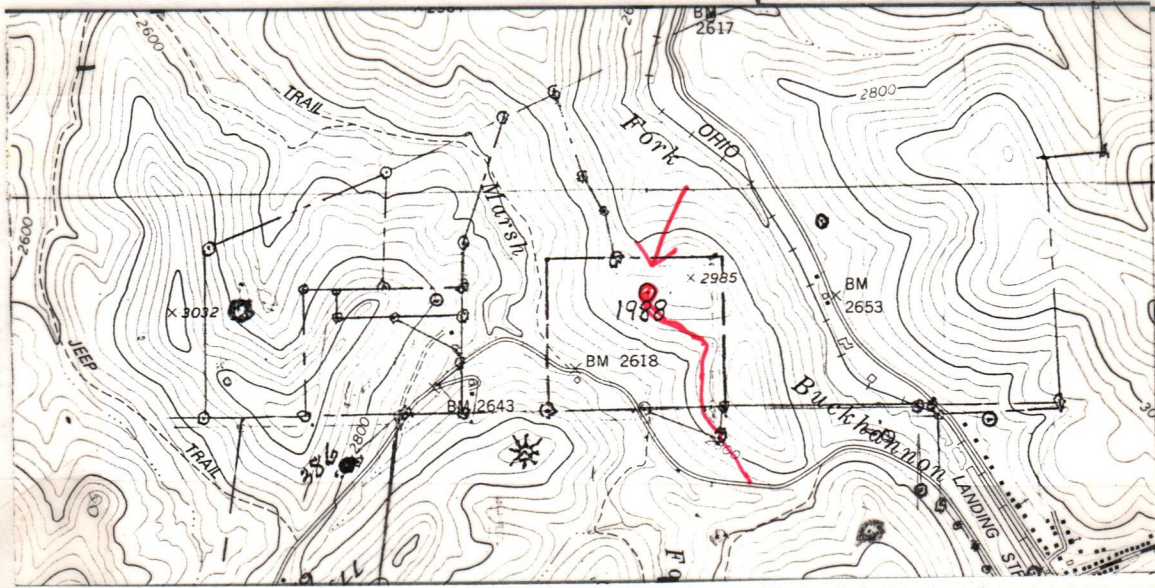 BM
2617
2600
TRAIL
2800
Fork
OHIO
Marsh
2600
× 2985
BM
2653
× 3032
1988
JEEP
BM 2618
BM 2643
Buckhannon
2800
386
TRAIL
LANDING